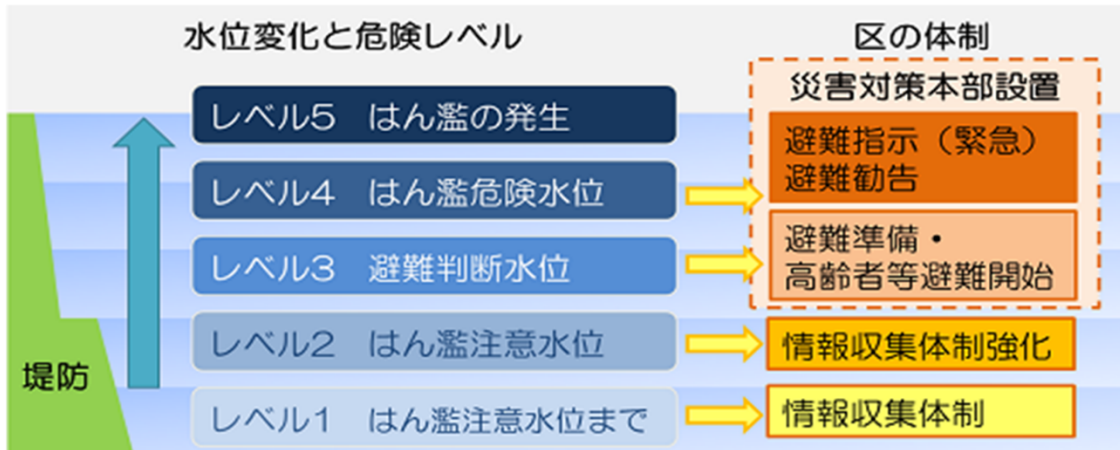 水位変化と危険レベル
区の体制
災害対策本部設置
レベル5 はん濫の発生
避難指示（緊急）
避難勧告
レベル4 はん濫危険水位
レベル3 避難判断水位
避難準備・
高齢者等避難開始
レベル2 はん濫注意水位
情報収集体制強化
堤防
レベル1 はん濫注意水位まで
情報収集体制